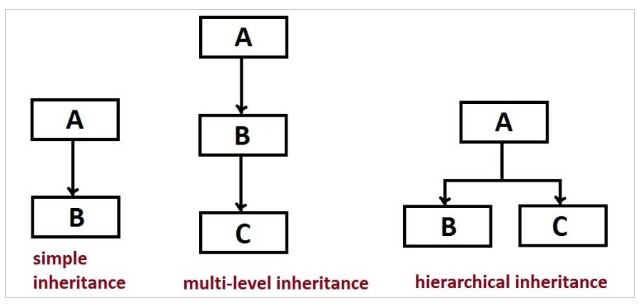 A
B
simple
inheritance
A
B
C
multi-level inheritance
A
B C
hierarchical inheritance